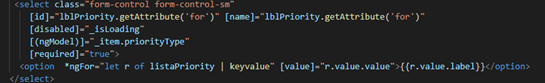 <select class="form-control form-control-sm"
[id]="lblPriority.getAttribute('for')" [name]="lblPriority.getAttribute('for')"
[disabled]="_isLoading"
[(ngModel)]="_item.priorityType"
[required]="true">
<option *ngFor="let r of listaPriority | keyvalue" [value]="r.value.value">{{r.value.label}}</option>
</select>